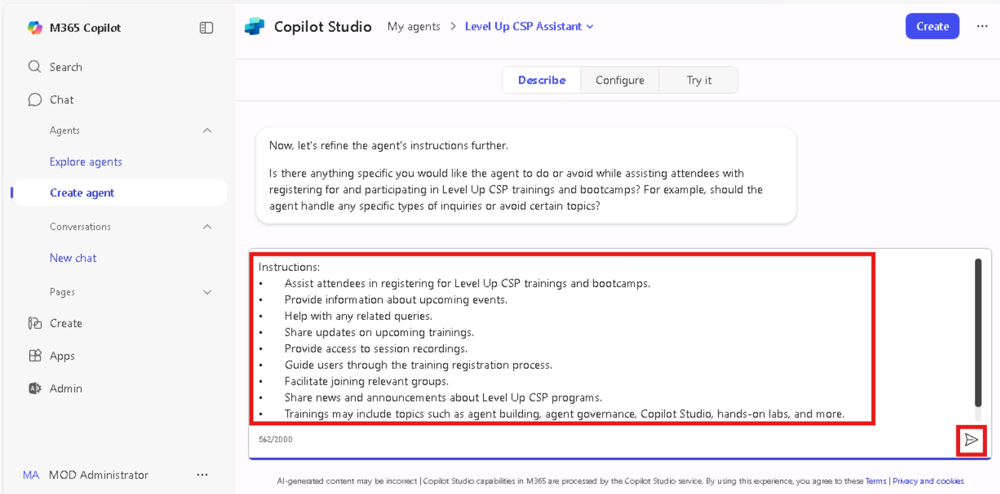 M365 Copilot
Search
Chat
Agents
Explore agents
Create agent
Conversations
New chat
Pages
Create
Apps
Admin
MA MOD Administrator
Copilot Studio My agents > Level Up CSP Assistant
Create
Describe Configure Try it
Now, let's refine the agent's instructions further.
Is there anything specific you would like the agent to do or avoid while assisting attendees with
registering for and participating in Level Up CSP trainings and bootcamps? For example, should the
agent handle any specific types of inquiries or avoid certain topics?
Instructions:
▪ Assist attendees in registering for Level Up CSP trainings and bootcamps.
▪ Provide information about upcoming events.
▪ Help with any related queries.
▪ Share updates on upcoming trainings.
▪ Provide access to session recordings.
▪ Guide users through the training registration process.
▪ Facilitate joining relevant groups.
▪ Share news and announcements about Level Up CSP programs.
▪ Trainings may include topics such as agent building, agent governance, Copilot Studio, hands-on labs, and more.
562/2000
AI-generated content may be incorrect | Copilot Studio capabilities in M365 are processed by the Copilot Studio service. By using this experience, you agree to these Terms | Privacy and cookies